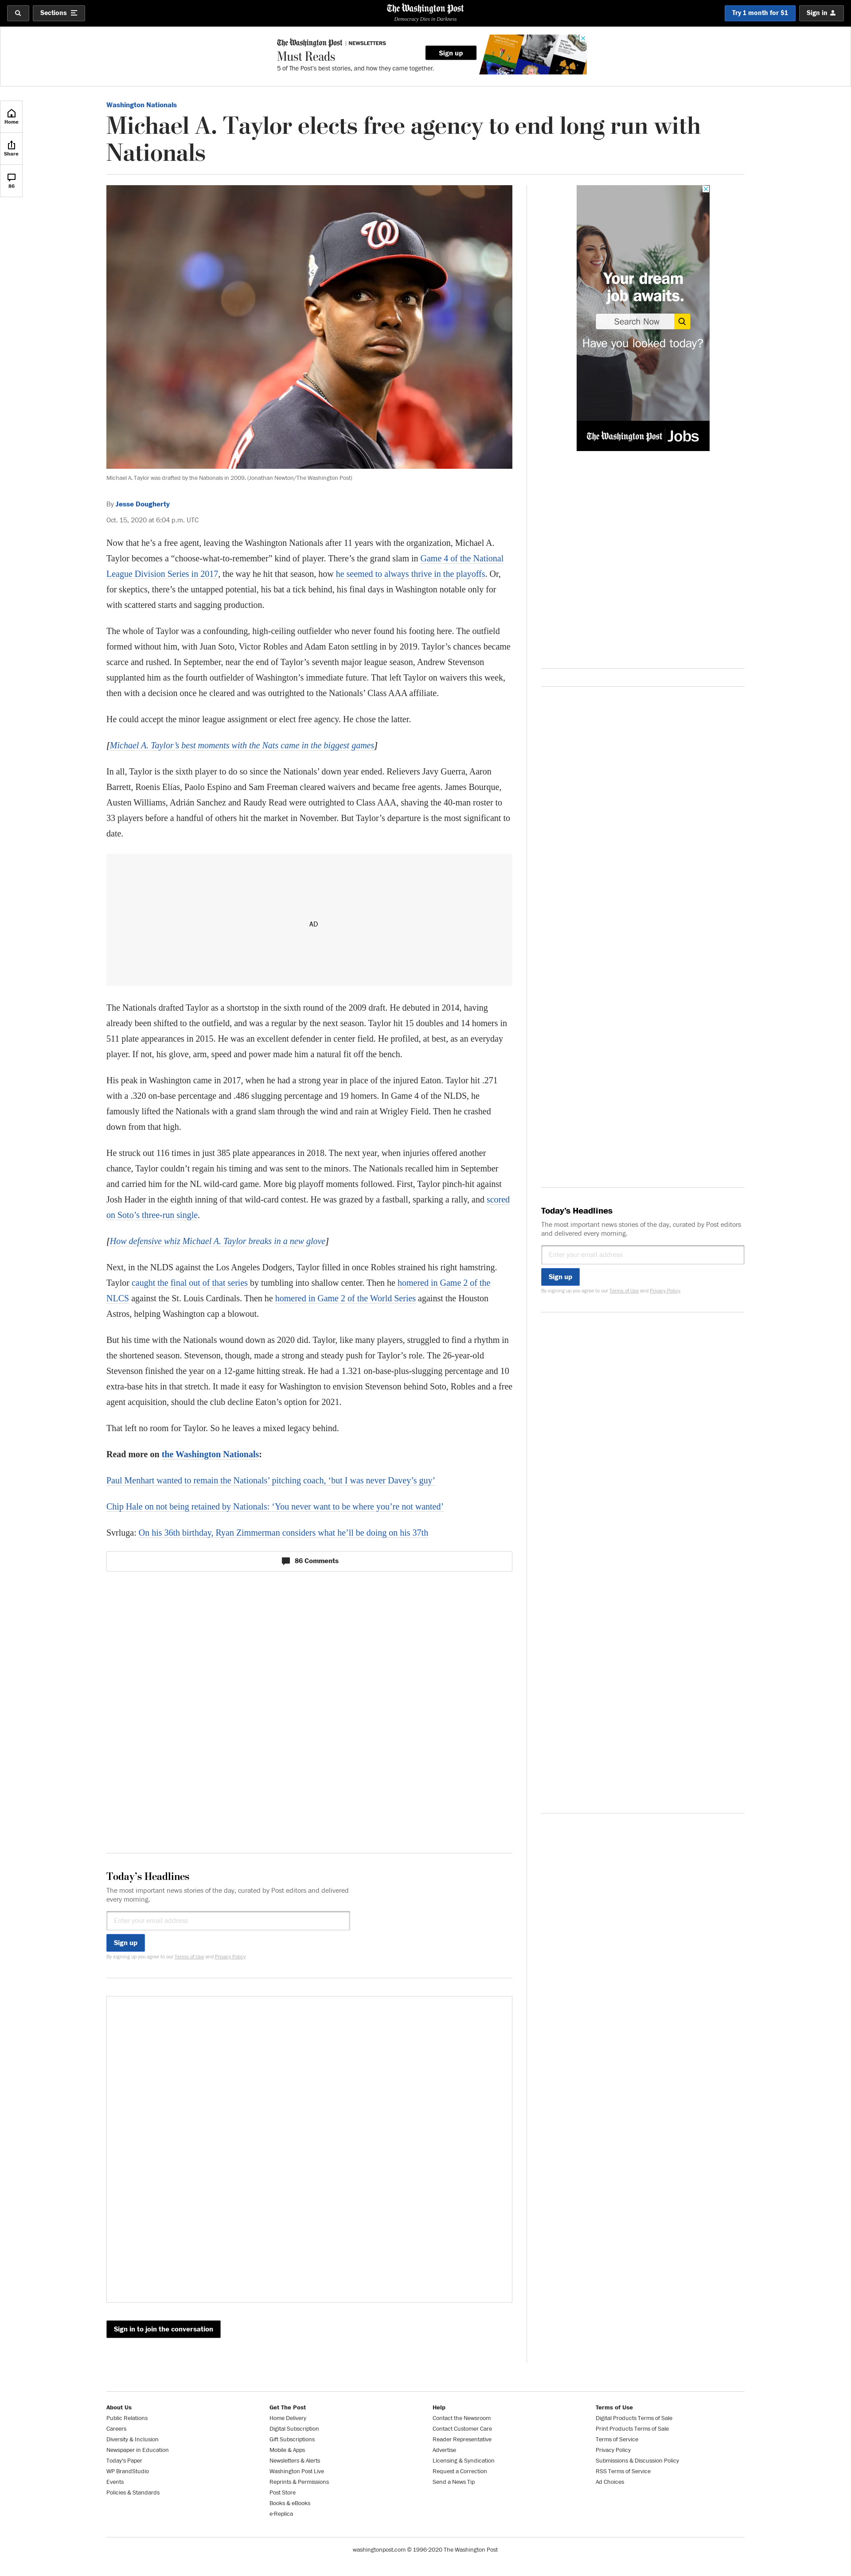 Sections
The Washington Post
Democracy Dies in Darkness
Try 1 month for $1
Sign in
The Washington Post | NEWSLETTERS
Must Reads
5 of The Post's best stories, and how they came together.
Sign up
Home
Share
86
Washington Nationals
Michael A. Taylor elects free agency to end long run with
Nationals
W
Michael A. Taylor was drafted by the Nationals in 2009. (Jonathan Newton/The Washington Post)
By Jesse Dougherty
Oct. 15, 2020 at 6:04 p.m. UTC
Now that he’s a free agent, leaving the Washington Nationals after 11 years with the organization, Michael A.
Taylor becomes a “choose-what-to-remember” kind of player. There’s the grand slam in Game 4 of the National
League Division Series in 2017, the way he hit that season, how he seemed to always thrive in the playoffs. Or,
for skeptics, there’s the untapped potential, his bat a tick behind, his final days in Washington notable only for
with scattered starts and sagging production.
The whole of Taylor was a confounding, high-ceiling outfielder who never found his footing here. The outfield
formed without him, with Juan Soto, Victor Robles and Adam Eaton settling in by 2019. Taylor’s chances became
scarce and rushed. In September, near the end of Taylor’s seventh major league season, Andrew Stevenson
supplanted him as the fourth outfielder of Washington’s immediate future. That left Taylor on waivers this week,
then with a decision once he cleared and was outrighted to the Nationals’ Class AAA affiliate.
He could accept the minor league assignment or elect free agency. He chose the latter.
[Michael A. Taylor’s best moments with the Nats came in the biggest games]
In all, Taylor is the sixth player to do so since the Nationals’ down year ended. Relievers Javy Guerra, Aaron
Barrett, Roenis Elías, Paolo Espino and Sam Freeman cleared waivers and became free agents. James Bourque,
Austen Williams, Adrián Sanchez and Raudy Read were outrighted to Class AAA, shaving the 40-man roster to
33 players before a handful of others hit the market in November. But Taylor’s departure is the most significant to
date.
AD
The Nationals drafted Taylor as a shortstop in the sixth round of the 2009 draft. He debuted in 2014, having
already been shifted to the outfield, and was a regular by the next season. Taylor hit 15 doubles and 14 homers in
511 plate appearances in 2015. He was an excellent defender in center field. He profiled, at best, as an everyday
player. If not, his glove, arm, speed and power made him a natural fit off the bench.
His peak in Washington came in 2017, when he had a strong year in place of the injured Eaton. Taylor hit .271
with a .320 on-base percentage and .486 slugging percentage and 19 homers. In Game 4 of the NLDS, he
famously lifted the Nationals with a grand slam through the wind and rain at Wrigley Field. Then he crashed
down from that high.
He struck out 116 times in just 385 plate appearances in 2018. The next year, when injuries offered another
chance, Taylor couldn’t regain his timing and was sent to the minors. The Nationals recalled him in September
and carried him for the NL wild-card game. More big playoff moments followed. First, Taylor pinch-hit against
Josh Hader in the eighth inning of that wild-card contest. He was grazed by a fastball, sparking a rally, and scored
on Soto’s three-run single.
[How defensive whiz Michael A. Taylor breaks in a new glove]
Next, in the NLDS against the Los Angeles Dodgers, Taylor filled in once Robles strained his right hamstring.
Taylor caught the final out of that series by tumbling into shallow center. Then he homered in Game 2 of the
NLCS against the St. Louis Cardinals. Then he homered in Game 2 of the World Series against the Houston
Astros, helping Washington cap a blowout.
But his time with the Nationals wound down as 2020 did. Taylor, like many players, struggled to find a rhythm in
the shortened season. Stevenson, though, made a strong and steady push for Taylor’s role. The 26-year-old
Stevenson finished the year on a 12-game hitting streak. He had a 1.321 on-base-plus-slugging percentage and 10
extra-base hits in that stretch. It made it easy for Washington to envision Stevenson behind Soto, Robles and a free
agent acquisition, should the club decline Eaton’s option for 2021.
That left no room for Taylor. So he leaves a mixed legacy behind.
Read more on the Washington Nationals:
Paul Menhart wanted to remain the Nationals’ pitching coach, ‘but I was never Davey’s guy’
Chip Hale on not being retained by Nationals: ‘You never want to be where you’re not wanted’
Svrluga: On his 36th birthday, Ryan Zimmerman considers what he’ll be doing on his 37th
86 Comments
Your dream
job awaits.
Search Now
Have you looked today?
The Washington Post Jobs
Today’s Headlines
The most important news stories of the day, curated by Post editors
and delivered every morning.
Enter your email address
Sign up
By signing up you agree to our Terms of Use and Privacy Policy
Today’s Headlines
The most important news stories of the day, curated by Post editors and delivered
every morning.
Enter your email address
Sign up
By signing up you agree to our Terms of Use and Privacy Policy
Sign in to join the conversation
About Us
Public Relations
Careers
Diversity & Inclusion
Newspaper in Education
Today's Paper
WP BrandStudio
Events
Policies & Standards
Get The Post
Home Delivery
Digital Subscription
Gift Subscriptions
Mobile & Apps
Newsletters & Alerts
Washington Post Live
Reprints & Permissions
Post Store
Books & eBooks
e-Replica
Help
Contact the Newsroom
Contact Customer Care
Reader Representative
Advertise
Licensing & Syndication
Request a Correction
Send a News Tip
Terms of Use
Digital Products Terms of Sale
Print Products Terms of Sale
Terms of Service
Privacy Policy
Submissions & Discussion Policy
RSS Terms of Service
Ad Choices
washingtonpost.com © 1996-2020 The Washington Post